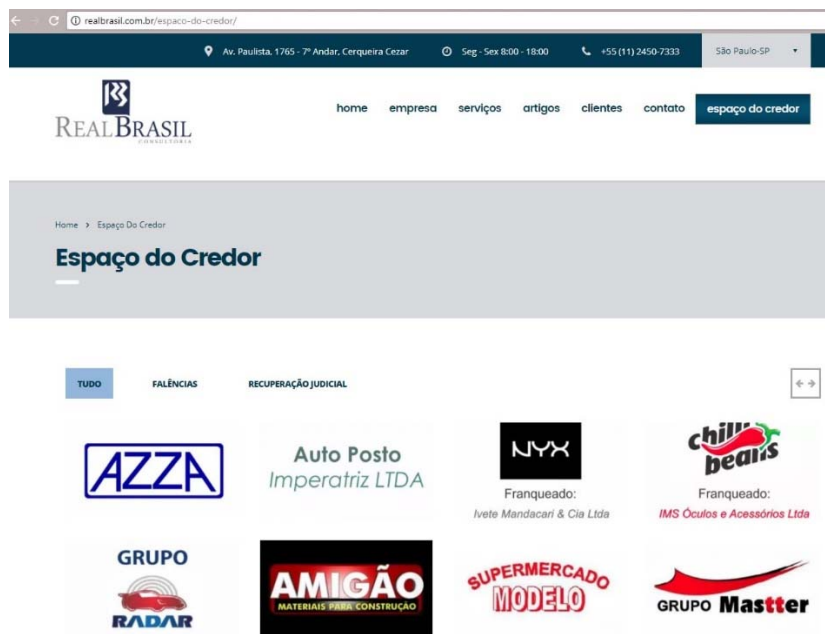 realbrasil.com.br/espaco-do-credor/
Av. Paulista, 1765 - 7º Andar, Cerqueira Cezar Seg - Sex 8:00 - 18:00 +55 (11) 2450-7333 São Paulo-SP
REALBRASIL
CONSULTORIA
home empresa serviços artigos clientes contato espaço do credor
Home > Espaço Do Credor
Espaço do Credor
TUDO FALÊNCIAS RECUPERAÇÃO JUDICIAL
AZZA
Auto Posto
Imperatriz LTDA
NYX
Franqueado:
Ivete Mandacari & Cia Ltda
chilli beans
Franqueado:
IMS Óculos e Acessórios Ltda
GRUPO
RADAR
AMIGÃO
MATERIAIS PARA CONSTRUÇÃO
SUPERMERCADO
MODELO
GRUPO Mastter